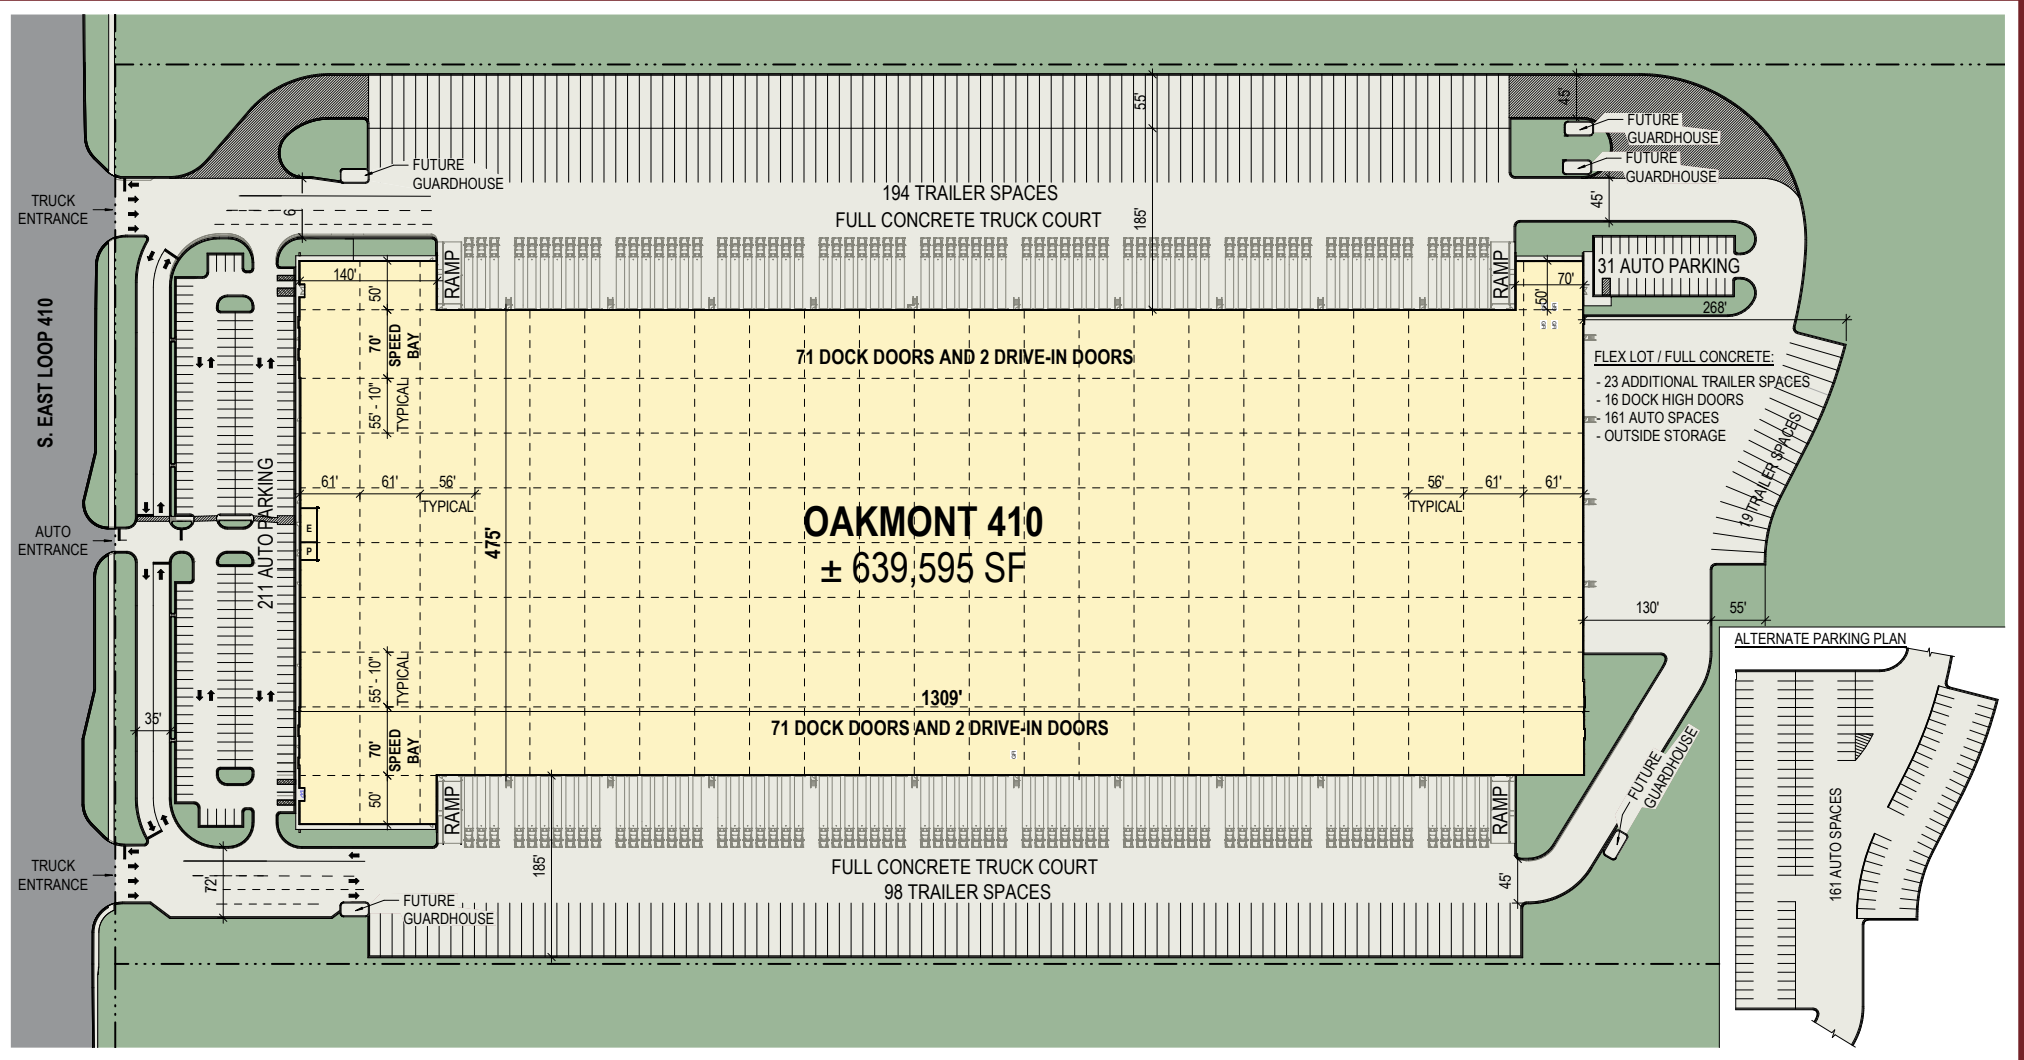 55'
45'
FUTURE
GUARDHOUSE
FUTURE
GUARDHOUSE
FUTURE
GUARDHOUSE
TRUCK
ENTRANCE
6
194 TRAILER SPACES
FULL CONCRETE TRUCK COURT
185'
45'
RAMP
RAMP
31 AUTO PARKING
140'
50'
50'
70'
268'
S. EAST LOOP 410
70'
SPEED
BAY
71 DOCK DOORS AND 2 DRIVE-IN DOORS
FLEX LOT / FULL CONCRETE:
- 23 ADDITIONAL TRAILER SPACES
- 16 DOCK HIGH DOORS
- 161 AUTO SPACES
- OUTSIDE STORAGE
55' - 10"
TYPICAL
19 TRAILER SPACES
61'
61'
56'
TYPICAL
56'
61'
61'
TYPICAL
211 AUTO PARKING
AUTO
ENTRANCE
E
P
475'
OAKMONT 410
± 639,595 SF
130'
55'
55' - 10"
TYPICAL
1309'
71 DOCK DOORS AND 2 DRIVE-IN DOORS
35'
70'
SPEED
BAY
50'
RAMP
RAMP
FUTURE
GUARDHOUSE
TRUCK
ENTRANCE
72'
185'
FULL CONCRETE TRUCK COURT
98 TRAILER SPACES
45'
FUTURE
GUARDHOUSE
ALTERNATE PARKING PLAN
161 AUTO SPACES